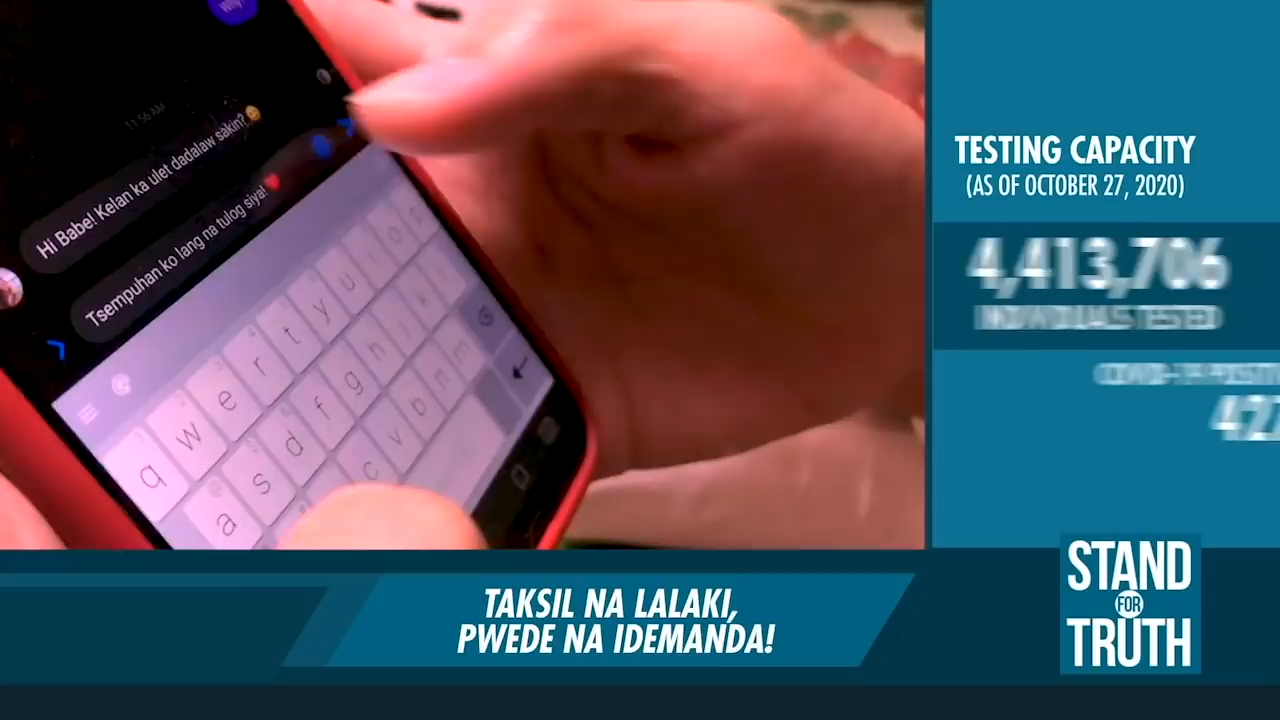 Why?
11:56 AM
Hi Babe! Kelan ka ulet dadalaw sakin?
Tsempuhan ko lang na tulog siya!
q w e r t y u i o p
a s d f g h j k
c v b n m
TESTING CAPACITY
(AS OF OCTOBER 27, 2020)
4,413,706
INDIVIDUALS TESTED
TAKSIL NA LALAKI,
PWEDE NA IDEMANDA!
STAND
FOR
TRUTH